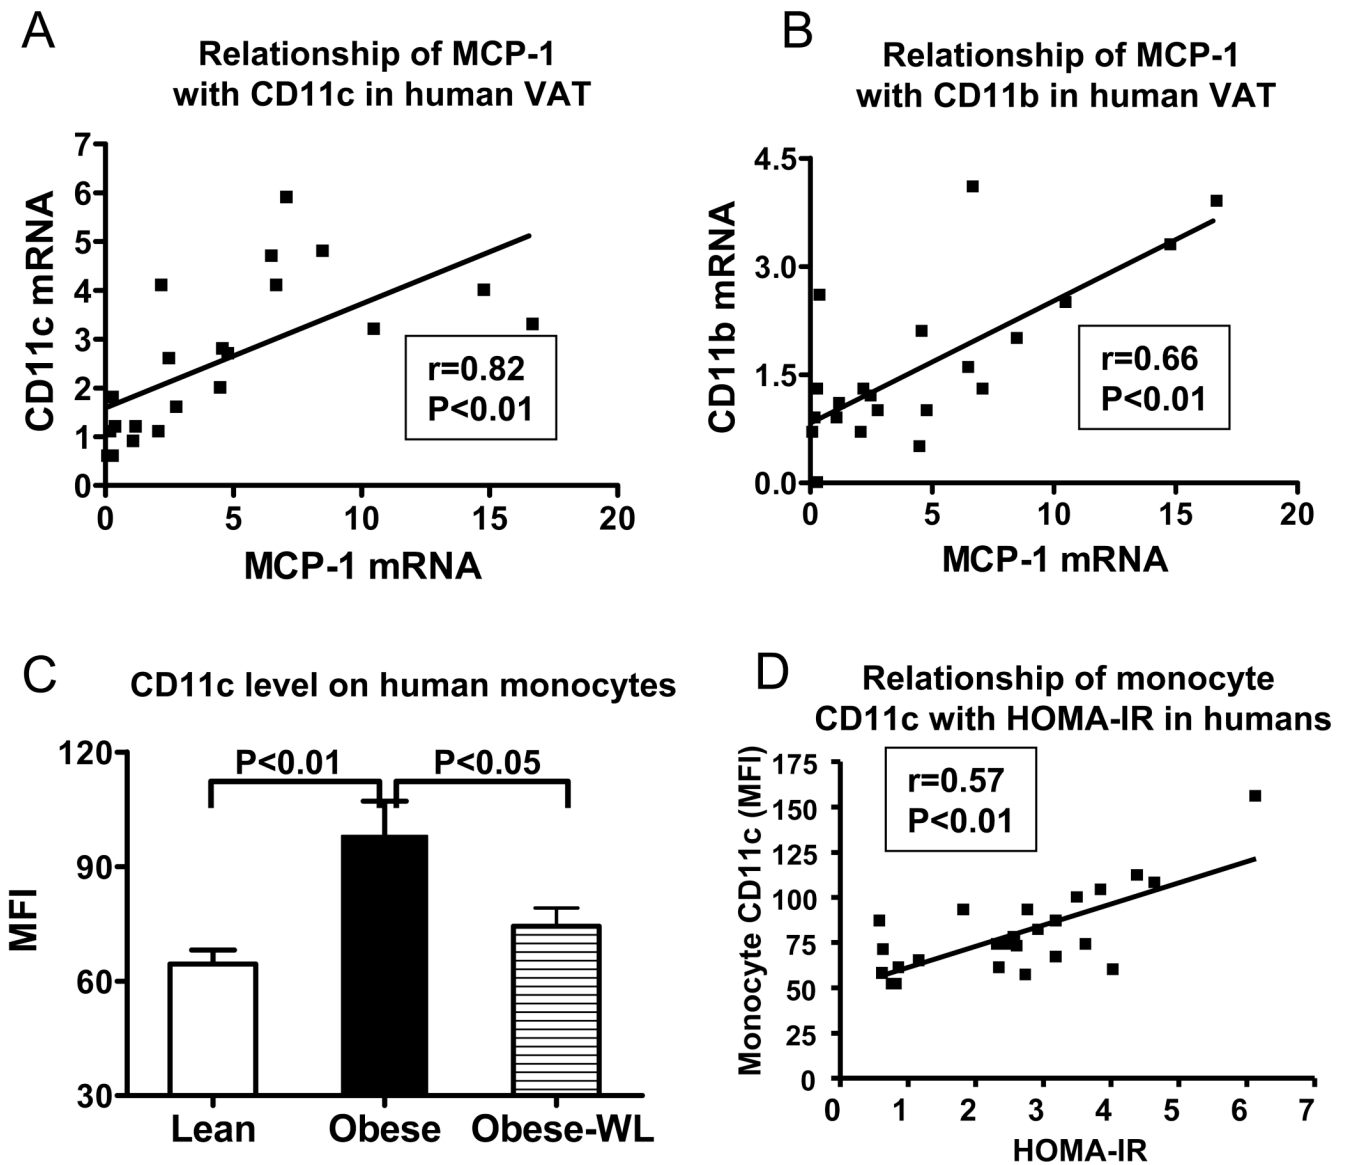 A
Relationship of MCP-1
with CD11c in human VAT
7
6
5
4
3
2
1
0
CD11c mRNA
r=0.82
P<0.01
0 5 10 15 20
MCP-1 mRNA
B
Relationship of MCP-1
with CD11b in human VAT
4.5
3.0
1.5
0.0
CD11b mRNA
r=0.66
P<0.01
0 5 10 15 20
MCP-1 mRNA
C
CD11c level on human monocytes
120
90
60
30
MFI
P<0.01 P<0.05
Lean Obese Obese-WL
D
Relationship of monocyte
CD11c with HOMA-IR in humans
175
150
125
100
75
50
25
0
Monocyte CD11c (MFI)
r=0.57
P<0.01
0 1 2 3 4 5 6 7
HOMA-IR